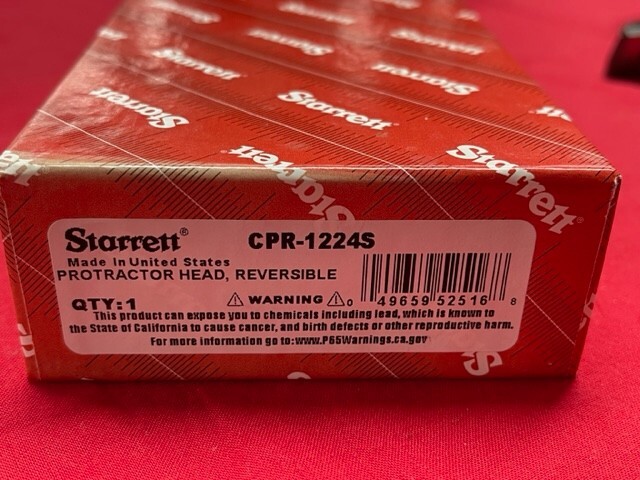 Starrett
Starrett
Starrett
Starrett
Starrett
Starrett
Starrett
Starrett® CPR-1224S
Made In United States
PROTRACTOR HEAD, REVERSIBLE
QTY:1 ⚠ WARNING ⚠ 0 49659 52516 8
This product can expose you to chemicals including lead, which is known to
the State of California to cause cancer, and birth defects or other reproductive harm.
For more information go to:www.P65Warnings.ca.gov